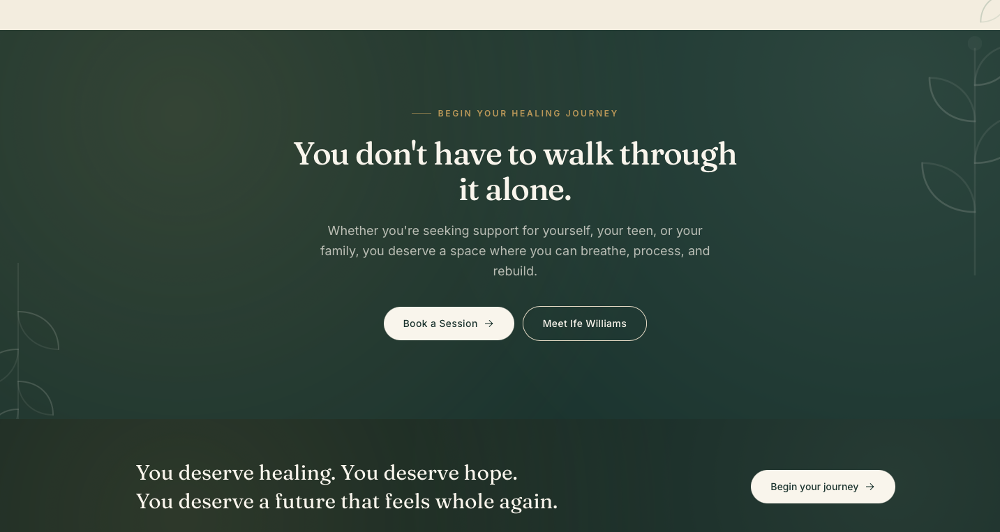 BEGIN YOUR HEALING JOURNEY
You don't have to walk through
it alone.
Whether you're seeking support for yourself, your teen, or your
family, you deserve a space where you can breathe, process, and
rebuild.
Book a Session →
Meet Ife Williams
You deserve healing. You deserve hope.
You deserve a future that feels whole again.
Begin your journey →